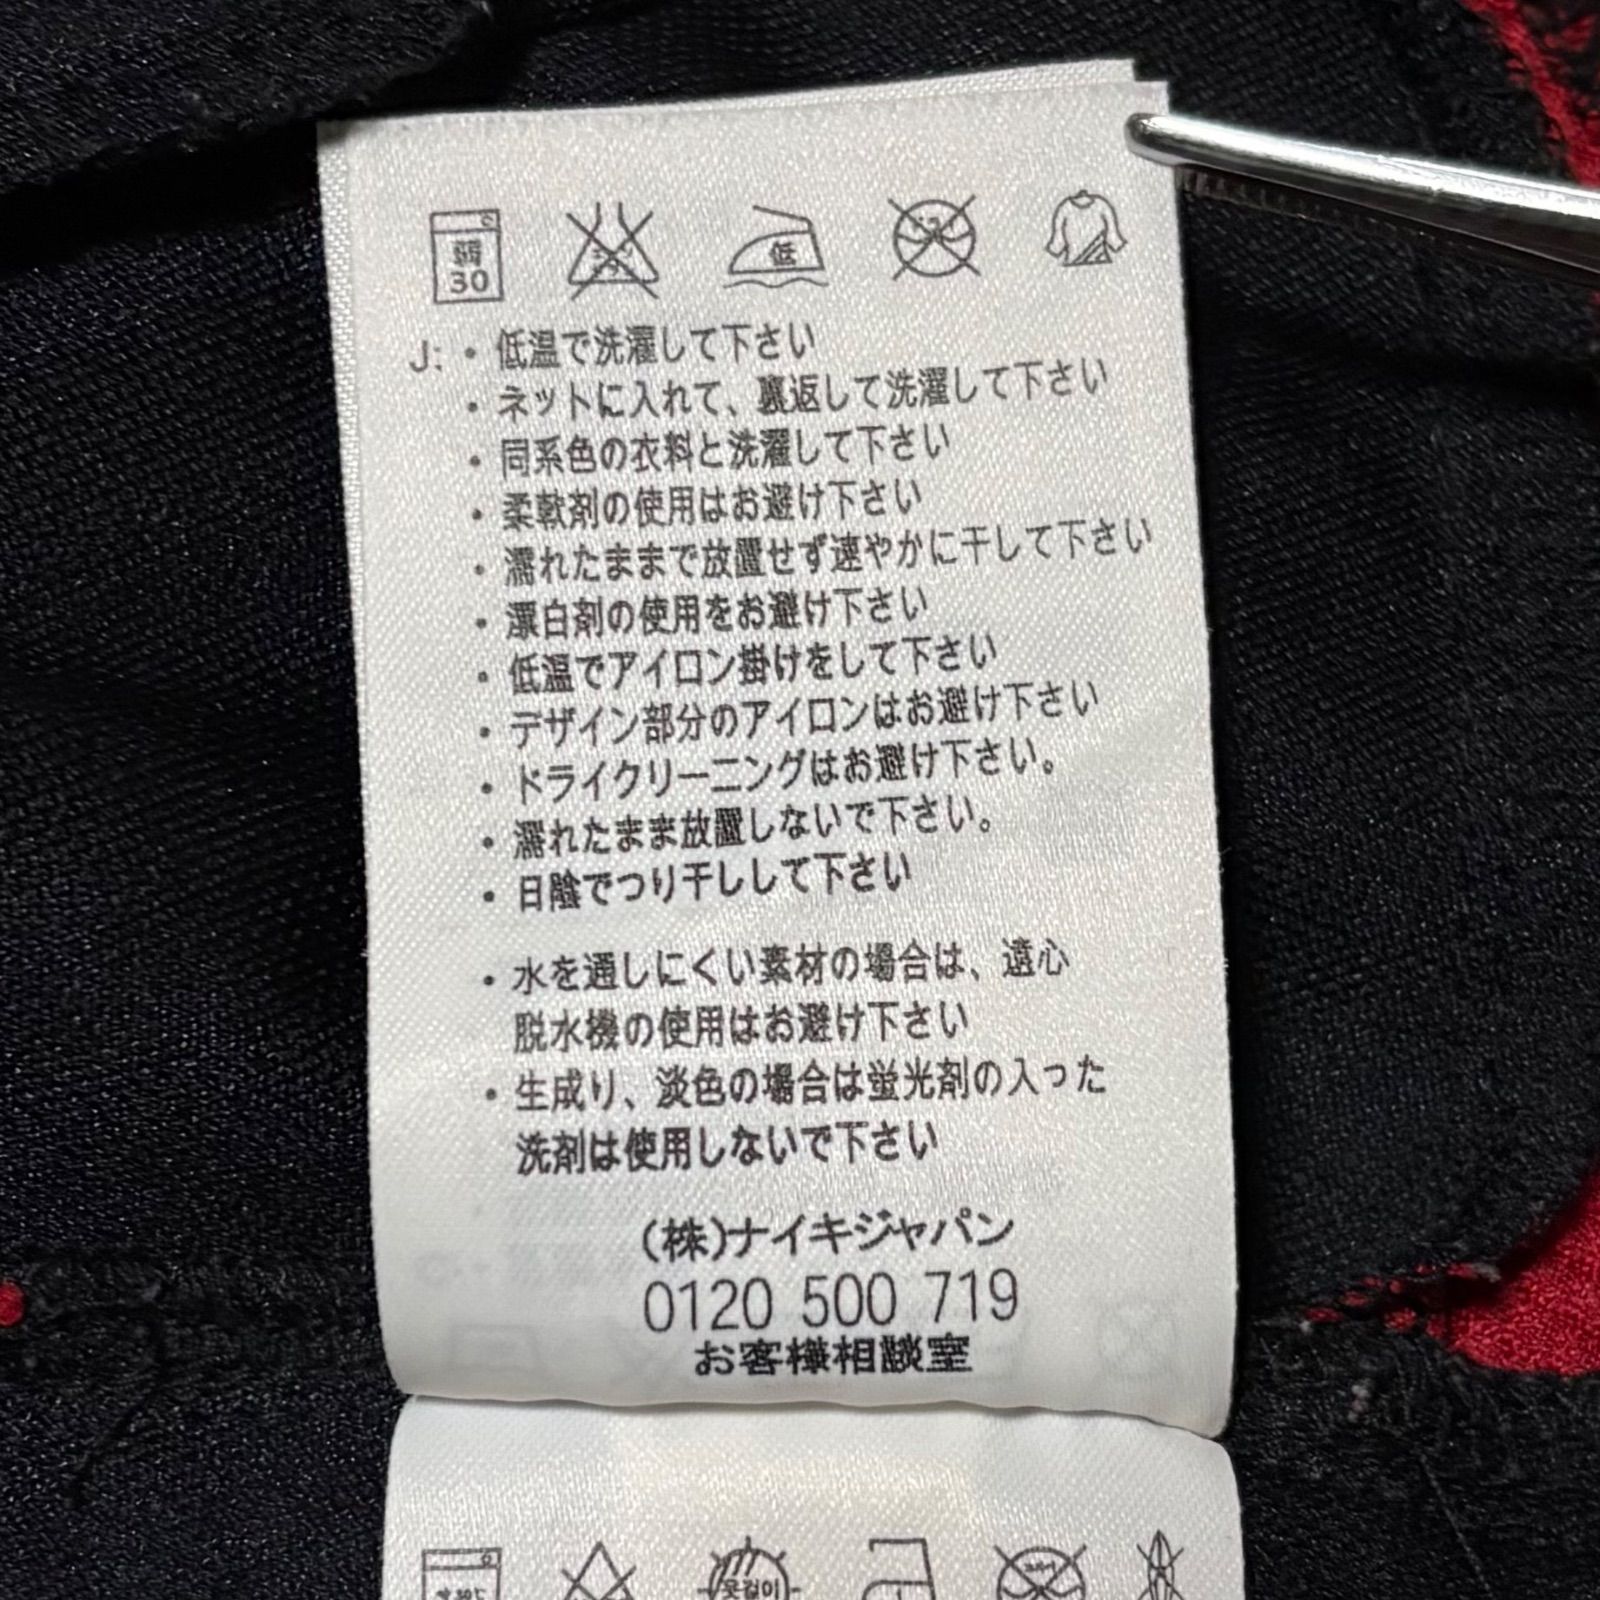 弱
30
低
J: ・低温で洗濯して下さい
・ネットに入れて、裏返して洗濯して下さい
・同系色の衣料と洗濯して下さい
・柔軟剤の使用はお避け下さい
・濡れたままで放置せず速やかに干して下さい
・漂白剤の使用をお避け下さい
・低温でアイロン掛けをして下さい
・デザイン部分のアイロンはお避け下さい
・ドライクリーニングはお避け下さい。
・濡れたまま放置しないで下さい。
・日陰でつり干しして下さい
・水を通しにくい素材の場合は、遠心
脱水機の使用はお避け下さい
・生成り、淡色の場合は蛍光剤の入った
洗剤は使用しないで下さい
(株)ナイキジャパン
0120 500 719
お客様相談室
옷걸이